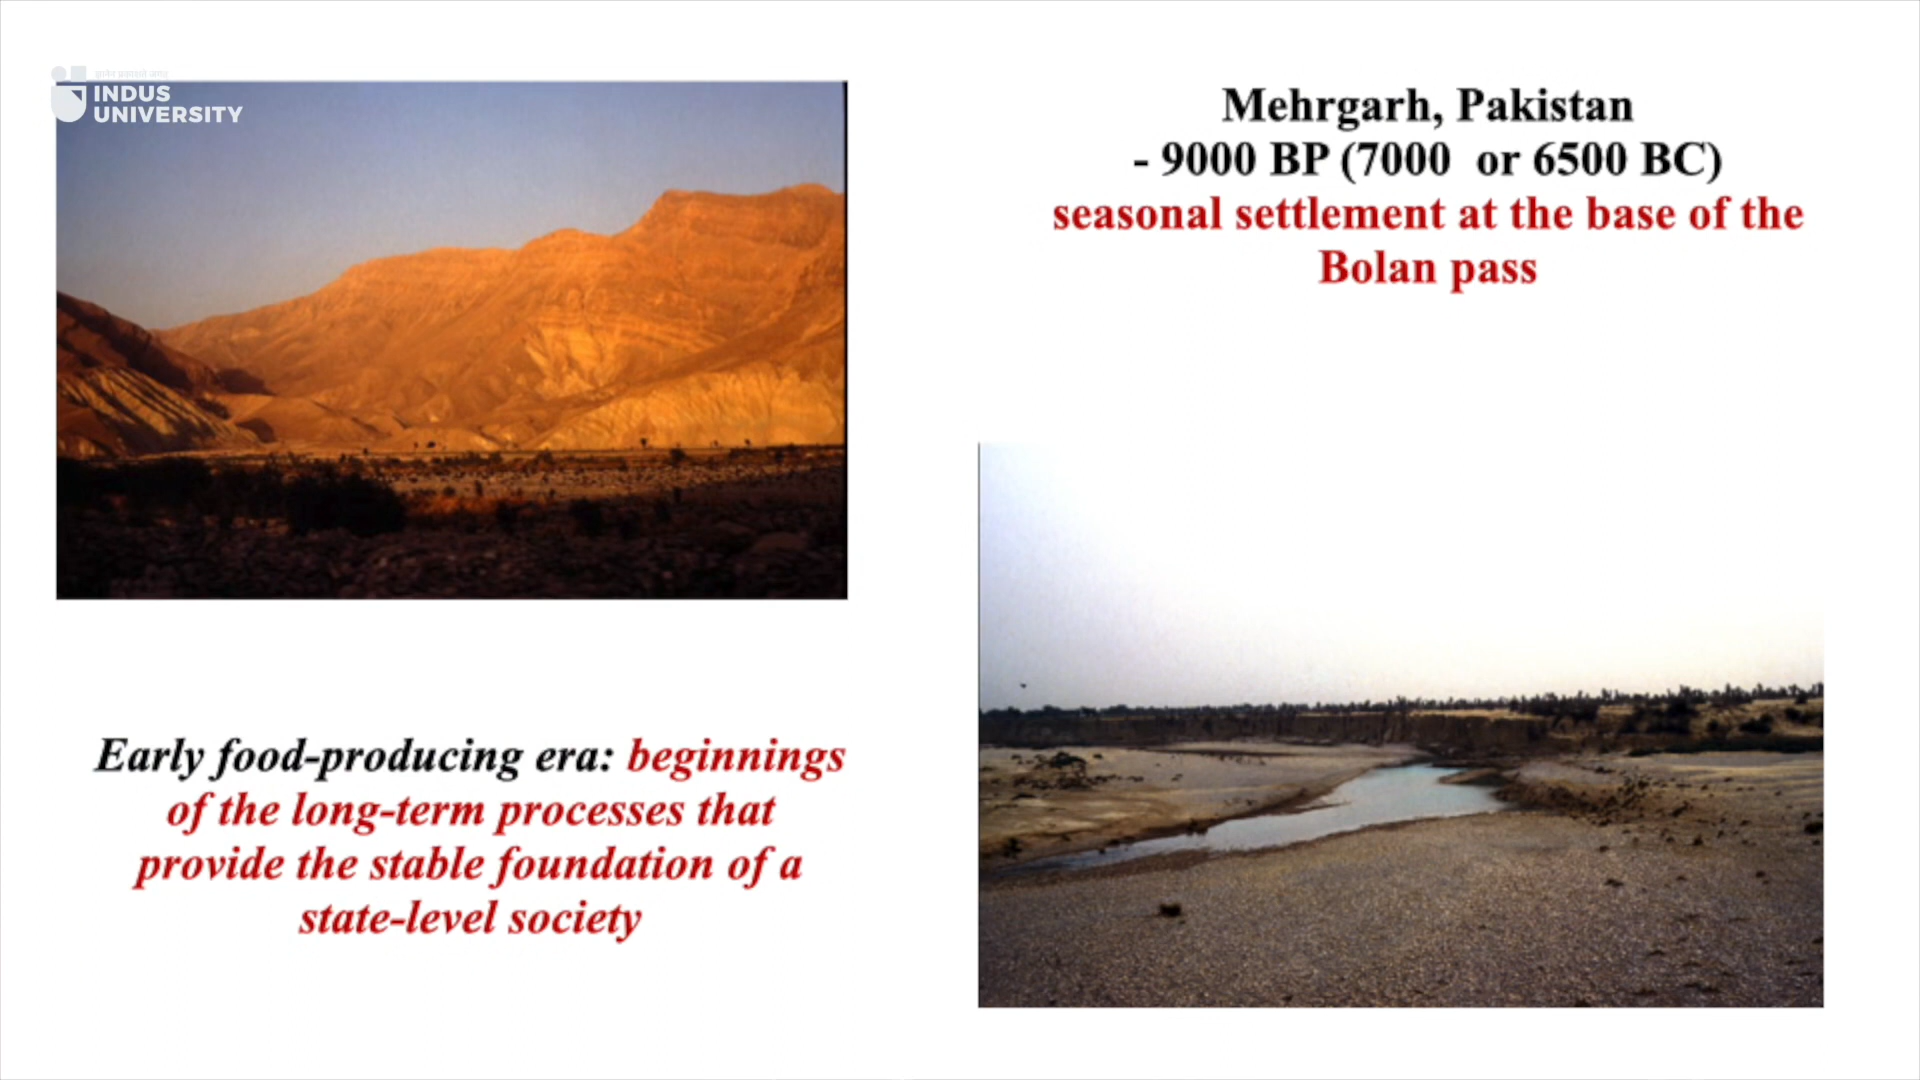 INDUS
UNIVERSITY
Mehrgarh, Pakistan
- 9000 BP (7000 or 6500 BC)
seasonal settlement at the base of the
Bolan pass
Early food-producing era: beginnings
of the long-term processes that
provide the stable foundation of a
state-level society